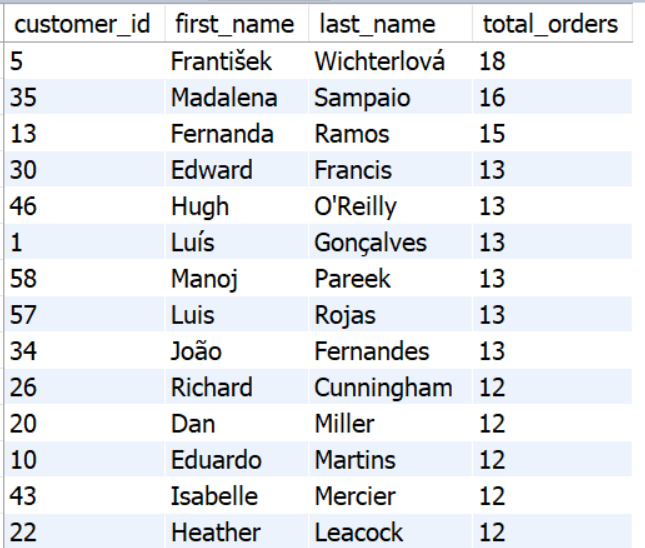 customer_id first_name last_name total_orders
5 František Wichterlová 18
35 Madalena Sampaio 16
13 Fernanda Ramos 15
30 Edward Francis 13
46 Hugh O'Reilly 13
1 Luís Gonçalves 13
58 Manoj Pareek 13
57 Luis Rojas 13
34 João Fernandes 13
26 Richard Cunningham 12
20 Dan Miller 12
10 Eduardo Martins 12
43 Isabelle Mercier 12
22 Heather Leacock 12